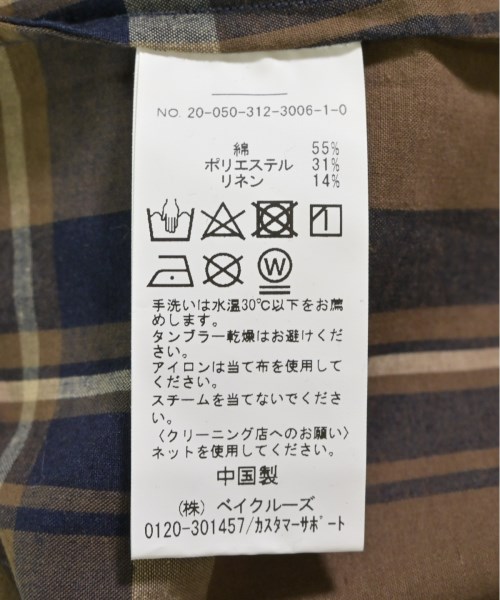 NO. 20-050-312-3006-1-0
綿 55%
ポリエステル 31%
リネン 14%
W
手洗いは水温30℃以下をお薦
めします。
タンブラー乾燥はお避けくだ
さい。
アイロンは当て布を使用して
ください。
スチームを当てないでくださ
い。
〈クリーニング店へのお願い〉
ネットを使用してください。
中国製
(株) ベイクルーズ
0120-301457/ｶｽﾀﾏｰｻﾎﾟｰﾄ